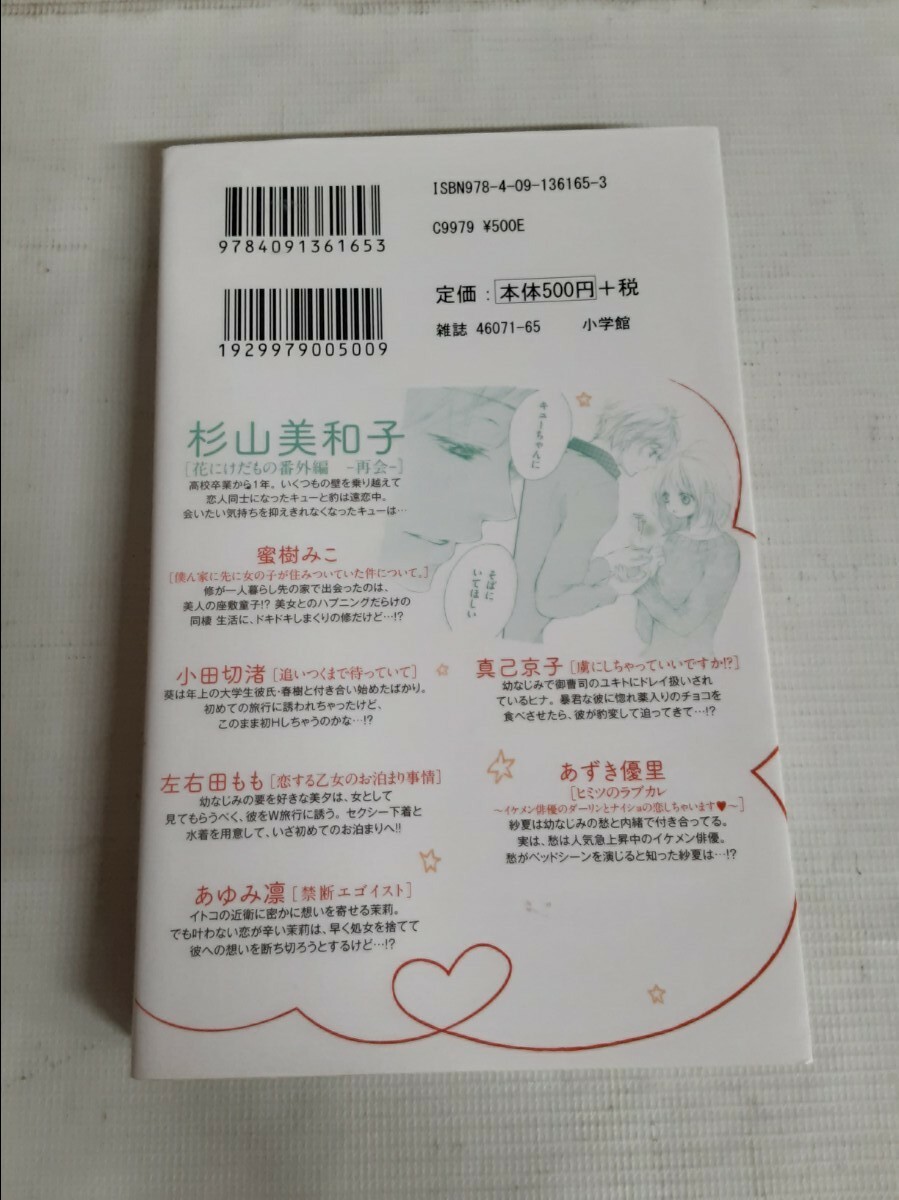 ISBN978-4-09-136165-3
9784091361653
C9979 ¥500E
定価:本体500円+税
1929979005009
雑誌 46071-65 小学館
杉山美和子
[花にけだもの番外編 -再会-]
高校卒業から1年。いくつもの壁を乗り越えて
恋人同士になったキューと豹は遠恋中。
会いたい気持ちを抑えきれなくなったキューは…
キューちゃんに
そばに
いてほしい
蜜樹みこ
[僕ん家に先に女の子が住みついていた件について。]
修が一人暮らし先の家で出会ったのは、
美人の座敷童子!? 美女とのハプニングだらけの
同棲 生活に、ドキドキしまくりの修だけど…!?
小田切渚[追いつくまで待っていて]
葵は年上の大学生彼氏・春樹と付き合い始めたばかり。
初めての旅行に誘われちゃったけど、
このまま初Hしちゃうのかな…!?
真己京子[虜にしちゃっていいですか!?]
幼なじみで御曹司のユキトにドレイ扱いされ
ているヒナ。暴君な彼に惚れ薬入りのチョコを
食べさせたら、彼が豹変して迫ってきて…!?
左右田もも[恋する乙女のお泊まり事情]
幼なじみの要を好きな美夕は、女として
見てもらうべく、彼をW旅行に誘う。セクシー下着と
水着を用意して、いざ初めてのお泊まりへ!!
あずき優里
[ヒミツのラブカレ
~イケメン俳優のダーリンとナイショの恋しちゃいます♥~]
紗夏は幼なじみの愁と内緒で付き合ってる。
実は、愁は人気急上昇中のイケメン俳優。
愁がベッドシーンを演じると知った紗夏は…!?
あゆみ凛[禁断エゴイスト]
イトコの近衛に密かに想いを寄せる茉莉。
でも叶わない恋が辛い茉莉は、早く処女を捨てて
彼への想いを断ち切ろうとするけど…!?